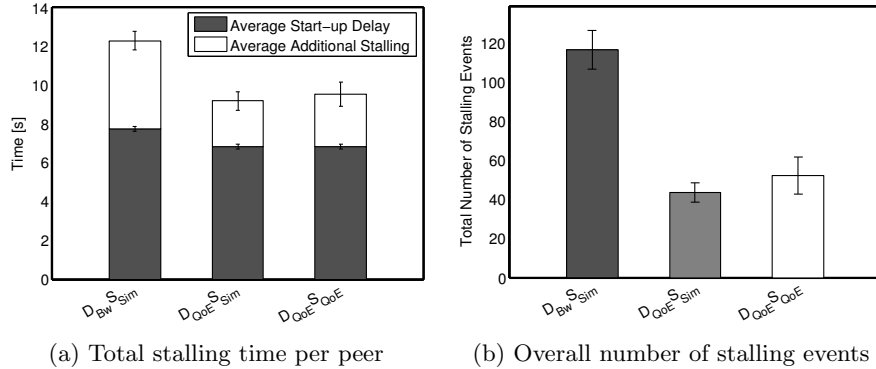 14
12
10
8
6
4
2
0
Time [s]
Average Start-up Delay
Average Additional Stalling
D_Bw S_Sim
D_QoE S_Sim
D_QoE S_QoE
(a) Total stalling time per peer
120
100
80
60
40
20
0
Total Number of Stalling Events
D_Bw S_Sim
D_QoE S_Sim
D_QoE S_QoE
(b) Overall number of stalling events